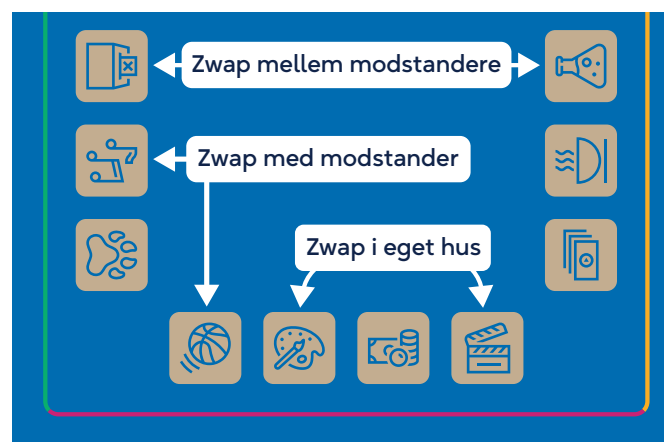 Zwap mellem modstandere
Zwap med modstander
Zwap i eget hus